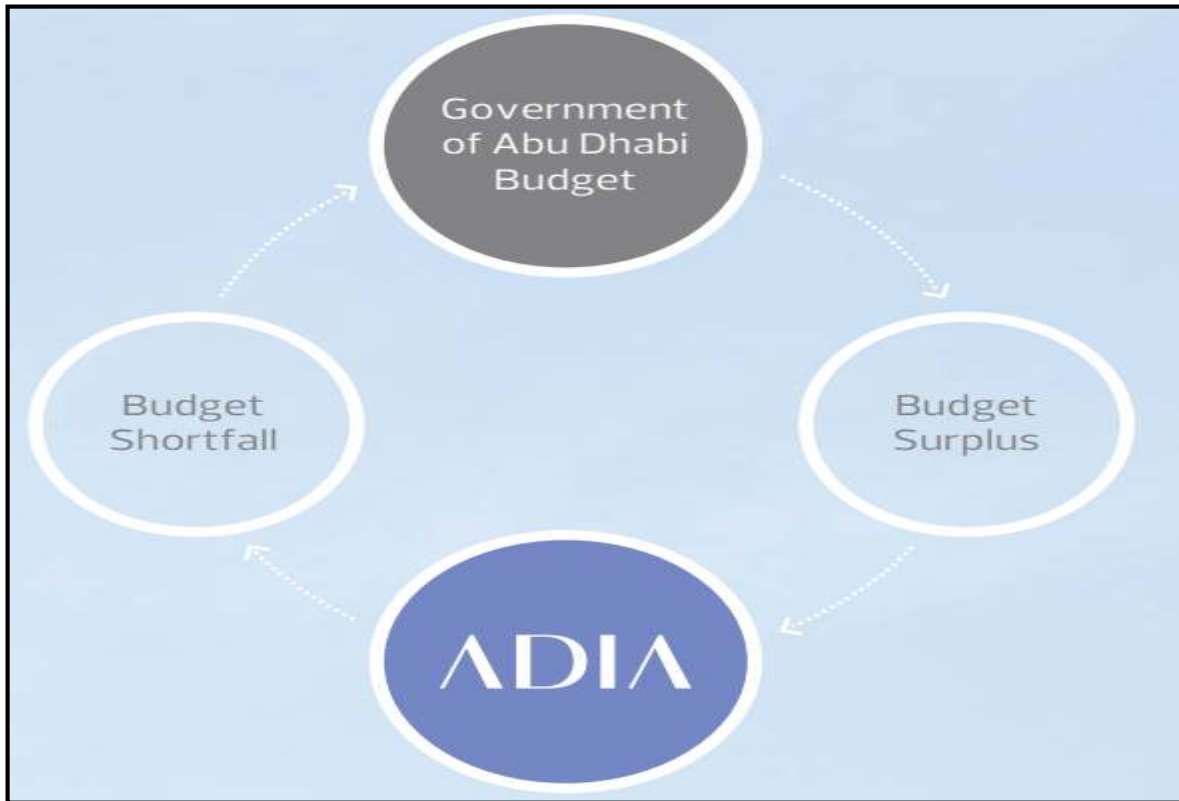 Government
of Abu Dhabi
Budget
Budget
Shortfall
Budget
Surplus
ADIA